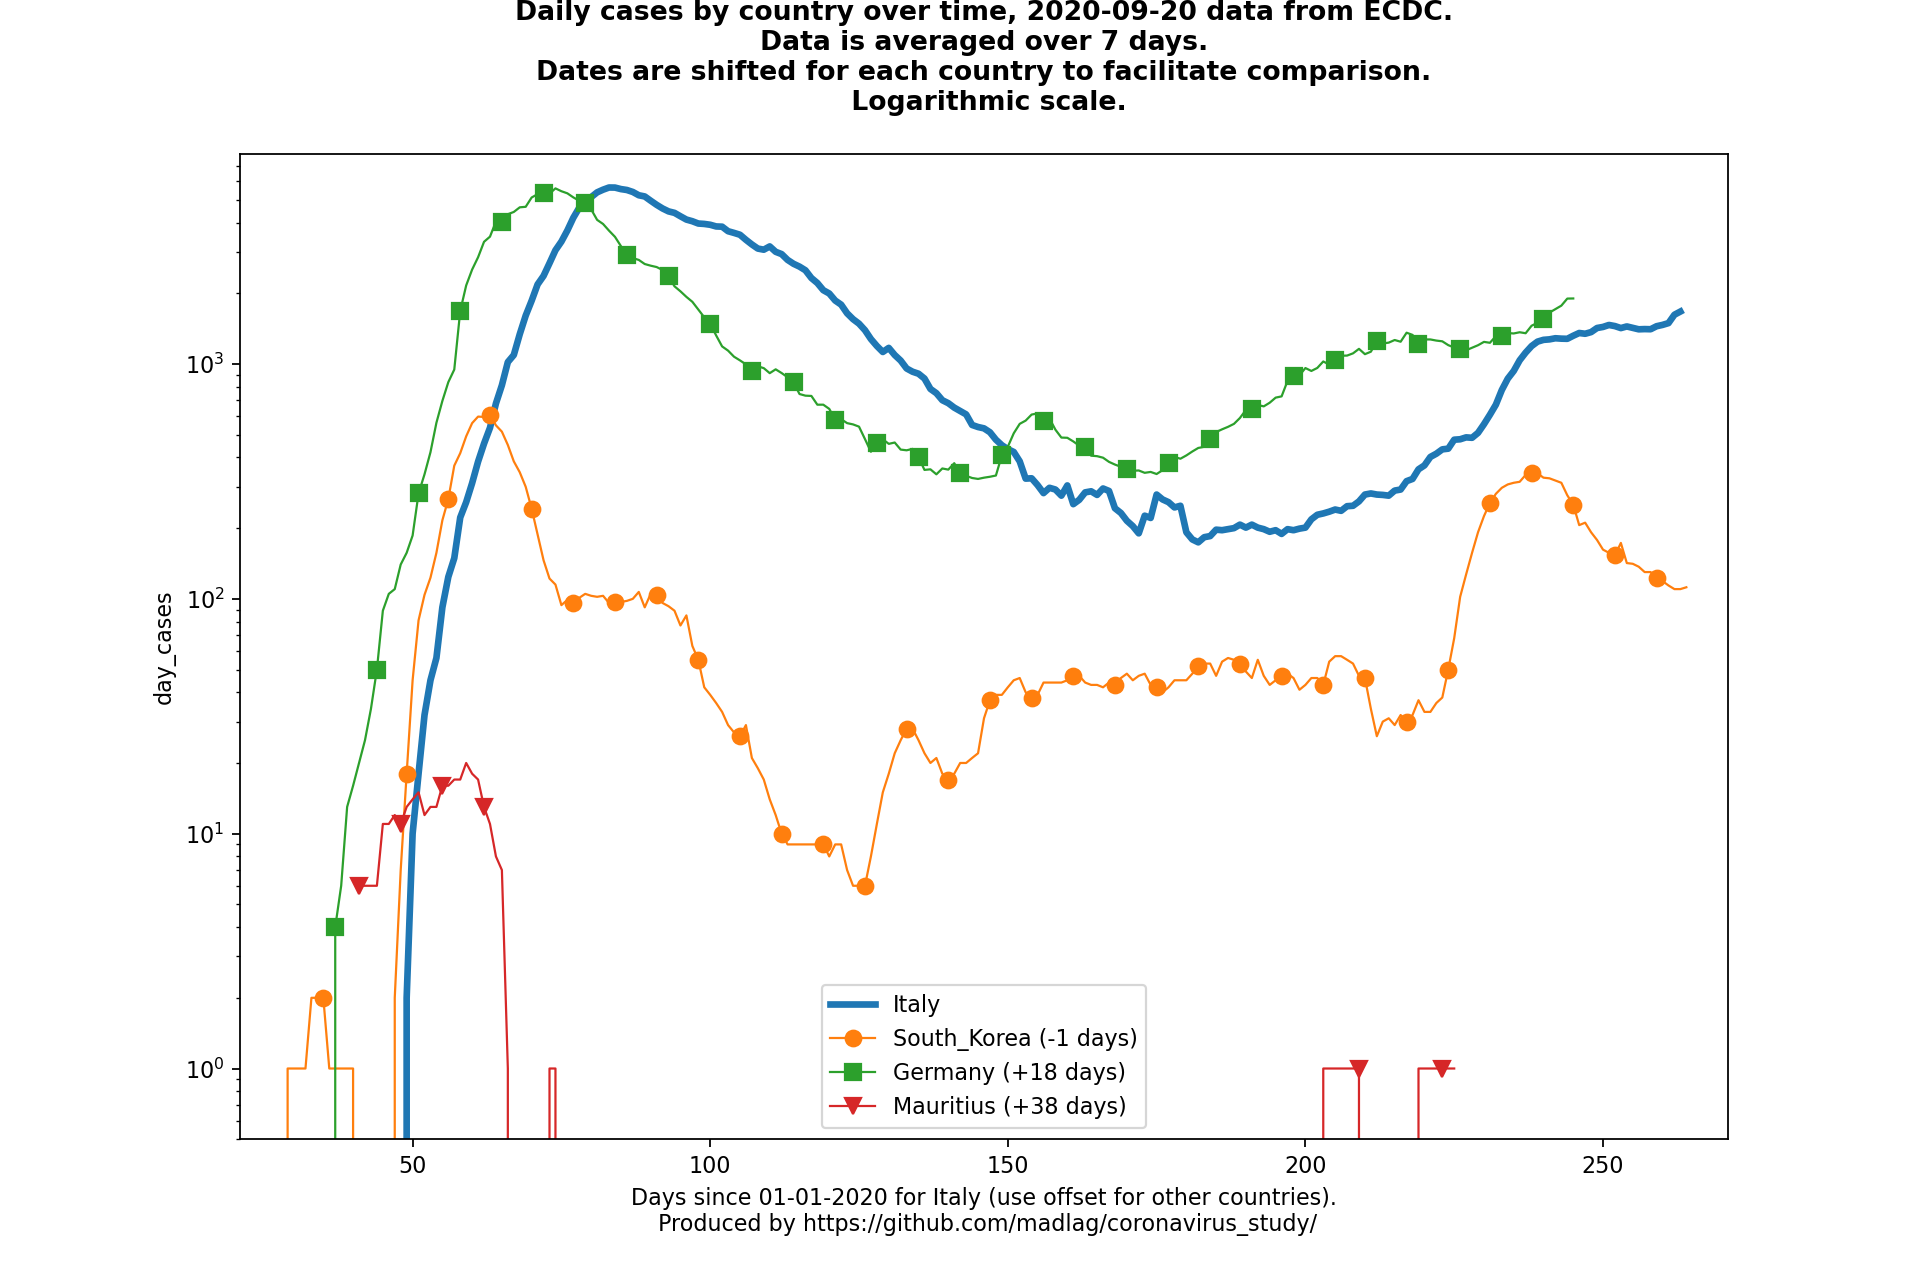 Daily cases by country over time, 2020-09-20 data from ECDC.
Data is averaged over 7 days.
Dates are shifted for each country to facilitate comparison.
Logarithmic scale.
10³
10²
10¹
10⁰
day_cases
Italy
South_Korea (-1 days)
Germany (+18 days)
Mauritius (+38 days)
50 100 150 200 250
Days since 01-01-2020 for Italy (use offset for other countries).
Produced by https://github.com/madlag/coronavirus_study/